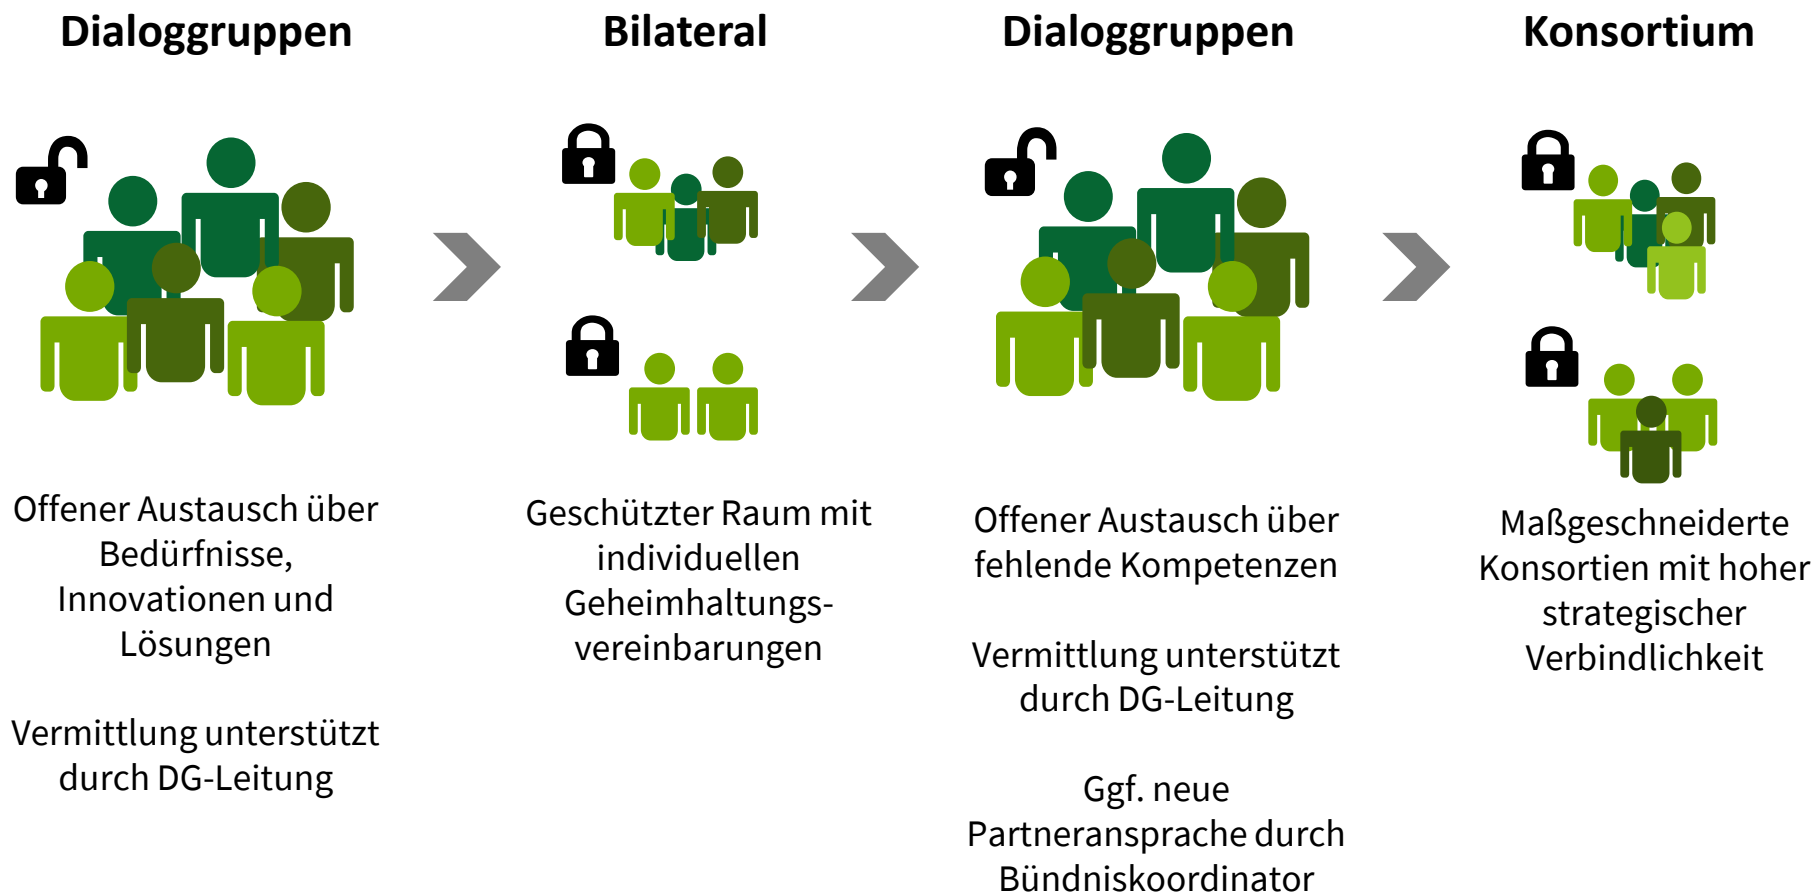 Dialoggruppen
Bilateral
Dialoggruppen
Konsortium
Offener Austausch über
Bedürfnisse,
Innovationen und
Lösungen
Vermittlung unterstützt
durch DG-Leitung
Geschützter Raum mit
individuellen
Geheimhaltungs-
vereinbarungen
Offener Austausch über
fehlende Kompetenzen
Vermittlung unterstützt
durch DG-Leitung
Ggf. neue
Partneransprache durch
Bündniskoordinator
Maßgeschneiderte
Konsortien mit hoher
strategischer
Verbindlichkeit